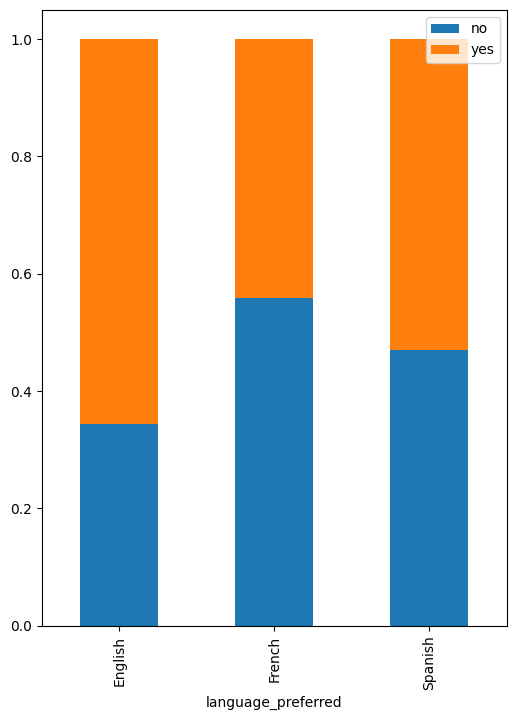 no
yes
1.0
0.8
0.6
0.4
0.2
0.0
English
French
Spanish
language_preferred